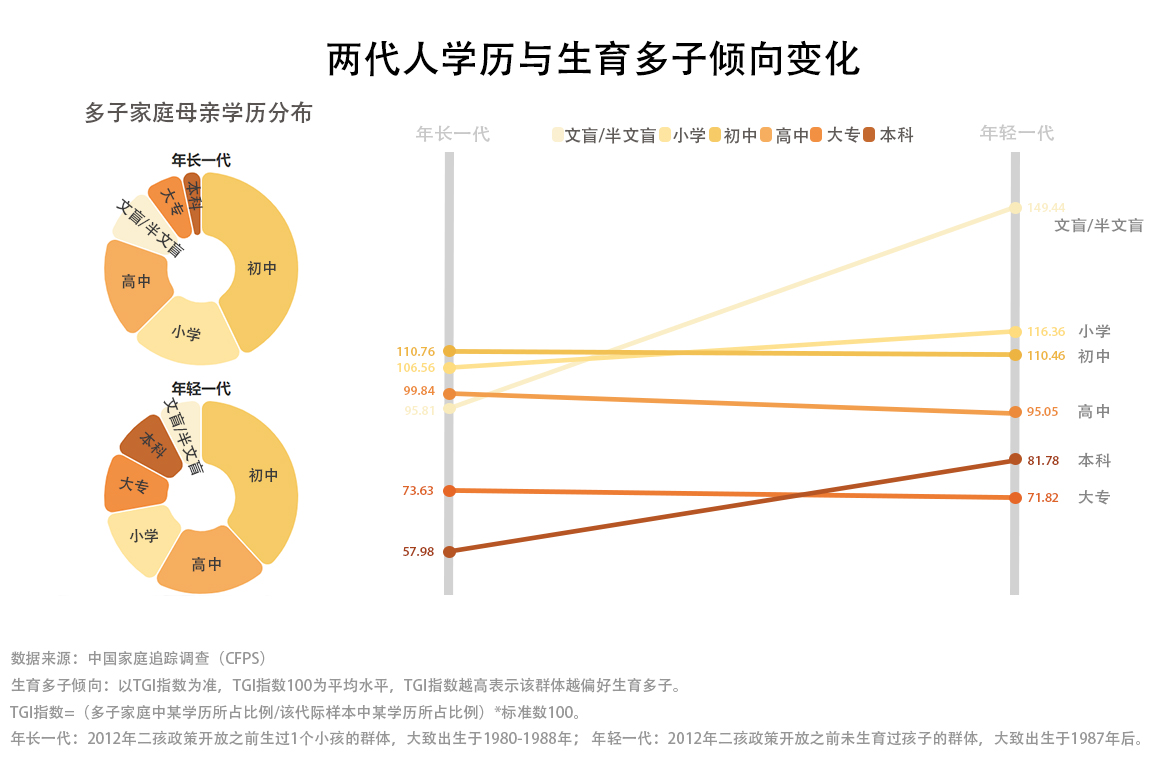 两代人学历与生育多子倾向变化
多子家庭母亲学历分布
年长一代
本科
大专
文盲/半文盲
初中
高中
小学
年轻一代
文盲/半文盲
本科
初中
大专
小学
高中
年长一代
文盲/半文盲 小学 初中 高中 大专 本科
年轻一代
149.44
文盲/半文盲
116.36 小学
110.76
110.46 初中
106.56
99.84
95.81
95.05 高中
81.78 本科
73.63
71.82 大专
57.98
数据来源：中国家庭追踪调查（CFPS）
生育多子倾向：以TGI指数为准，TGI指数100为平均水平，TGI指数越高表示该群体越偏好生育多子。
TGI指数=（多子家庭中某学历所占比例/该代际样本中某学历所占比例）*标准数100。
年长一代：2012年二孩政策开放之前生过1个小孩的群体，大致出生于1980-1988年； 年轻一代：2012年二孩政策开放之前未生育过孩子的群体，大致出生于1987年后。